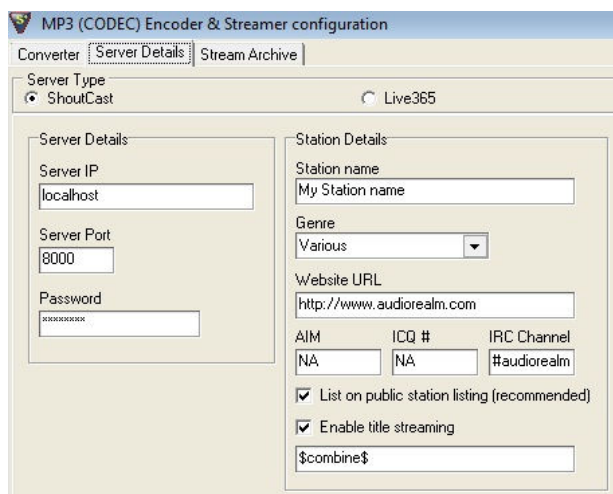 MP3 (CODEC) Encoder & Streamer configuration
Converter Server Details Stream Archive
Server Type
ShoutCast Live365
Server Details
Server IP
localhost
Server Port
8000
Password
********
Station Details
Station name
My Station name
Genre
Various
Website URL
http://www.audiorealm.com
AIM ICQ # IRC Channel
NA NA #audiorealm
List on public station listing (recommended)
Enable title streaming
$combine$